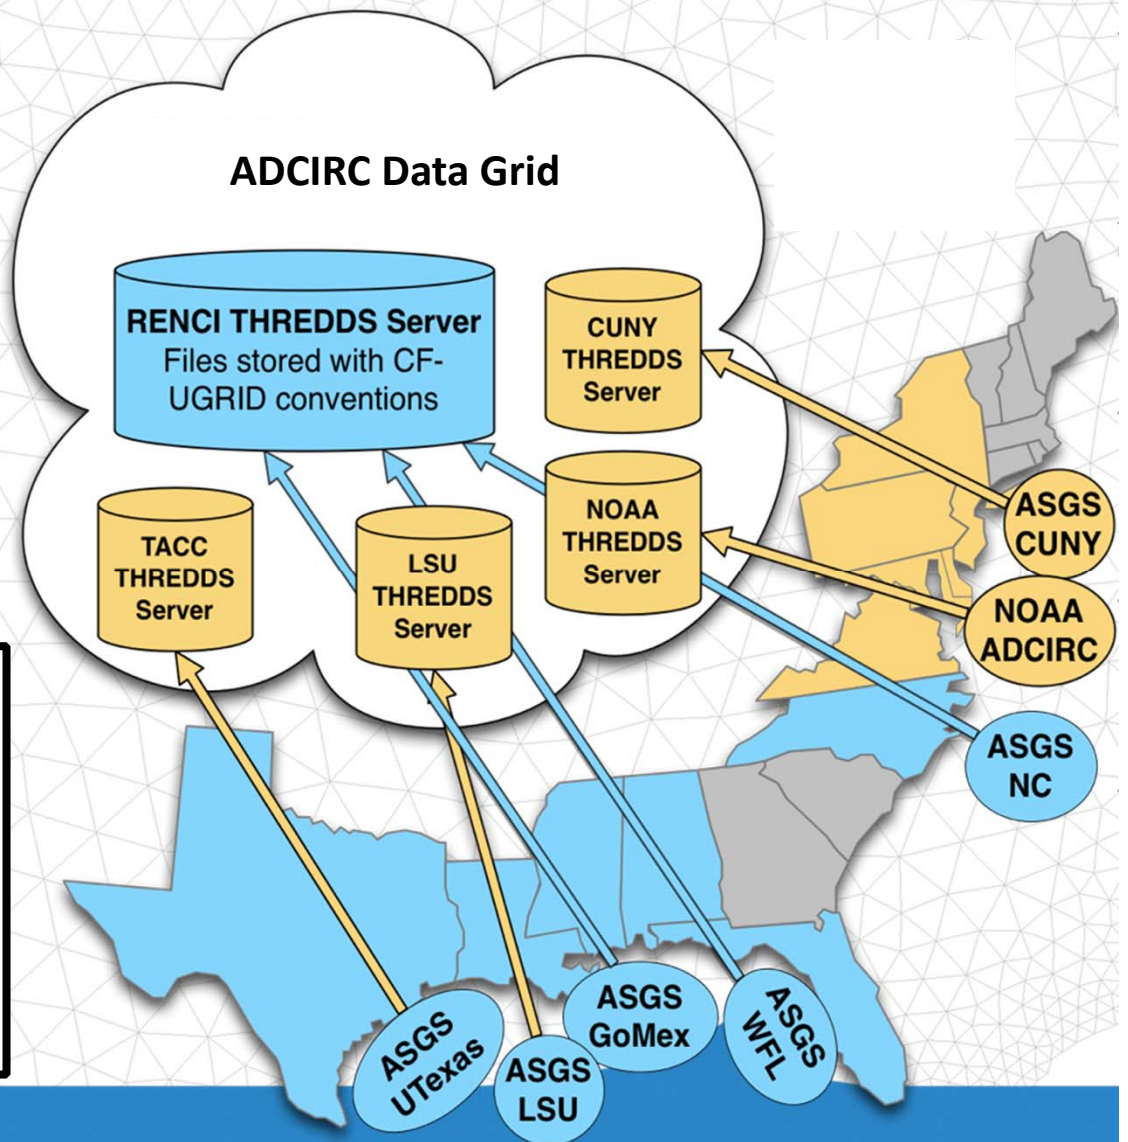 ADCIRC Data Grid
RENCI THREDDS Server
Files stored with CF-
UGRID conventions
CUNY
THREDDS
Server
TACC
THREDDS
Server
LSU
THREDDS
Server
NOAA
THREDDS
Server
ASGS
CUNY
NOAA
ADCIRC
ASGS
NC
ASGS
UTexas
ASGS
LSU
ASGS
GoMex
ASGS
WFL